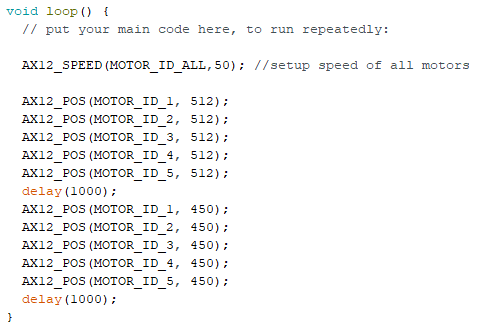 void loop() {
  // put your main code here, to run repeatedly:
  AX12_SPEED(MOTOR_ID_ALL,50); //setup speed of all motors
  AX12_POS(MOTOR_ID_1, 512);
  AX12_POS(MOTOR_ID_2, 512);
  AX12_POS(MOTOR_ID_3, 512);
  AX12_POS(MOTOR_ID_4, 512);
  AX12_POS(MOTOR_ID_5, 512);
  delay(1000);
  AX12_POS(MOTOR_ID_1, 450);
  AX12_POS(MOTOR_ID_2, 450);
  AX12_POS(MOTOR_ID_3, 450);
  AX12_POS(MOTOR_ID_4, 450);
  AX12_POS(MOTOR_ID_5, 450);
  delay(1000);
}